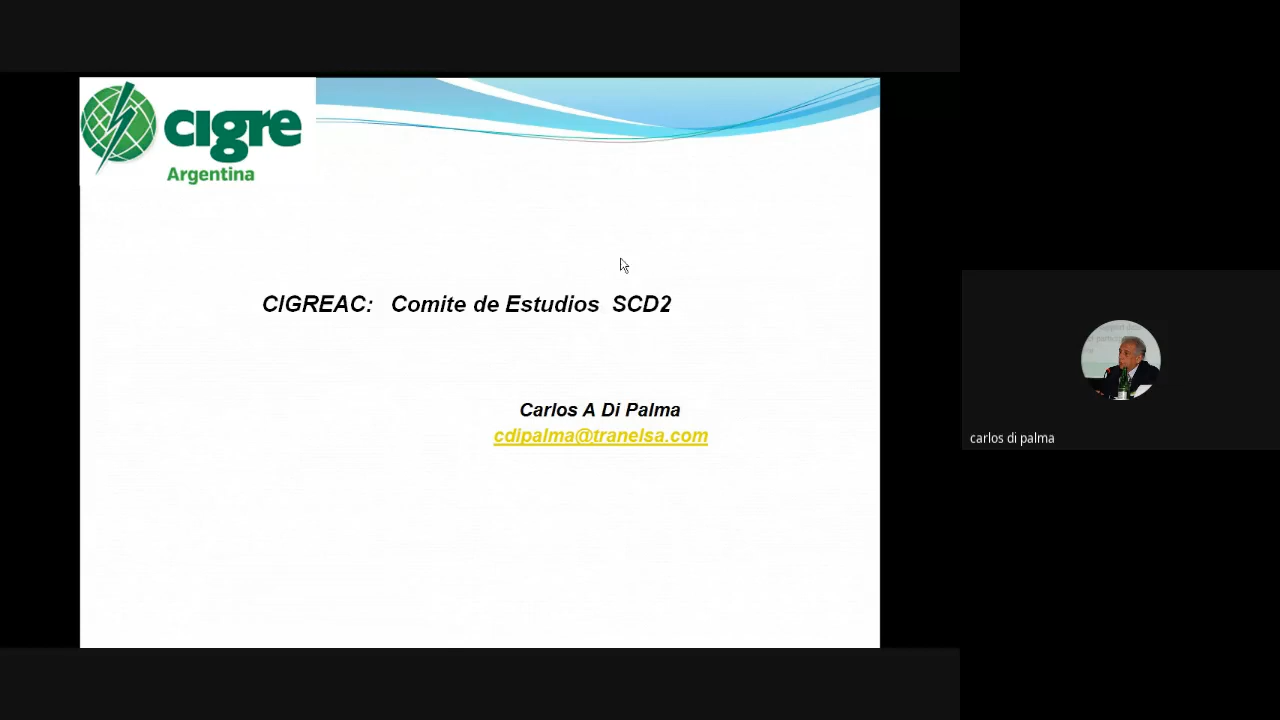 cigre
Argentina
CIGREAC: Comite de Estudios SCD2
Carlos A Di Palma
cdipalma@tranelsa.com
carlos di palma